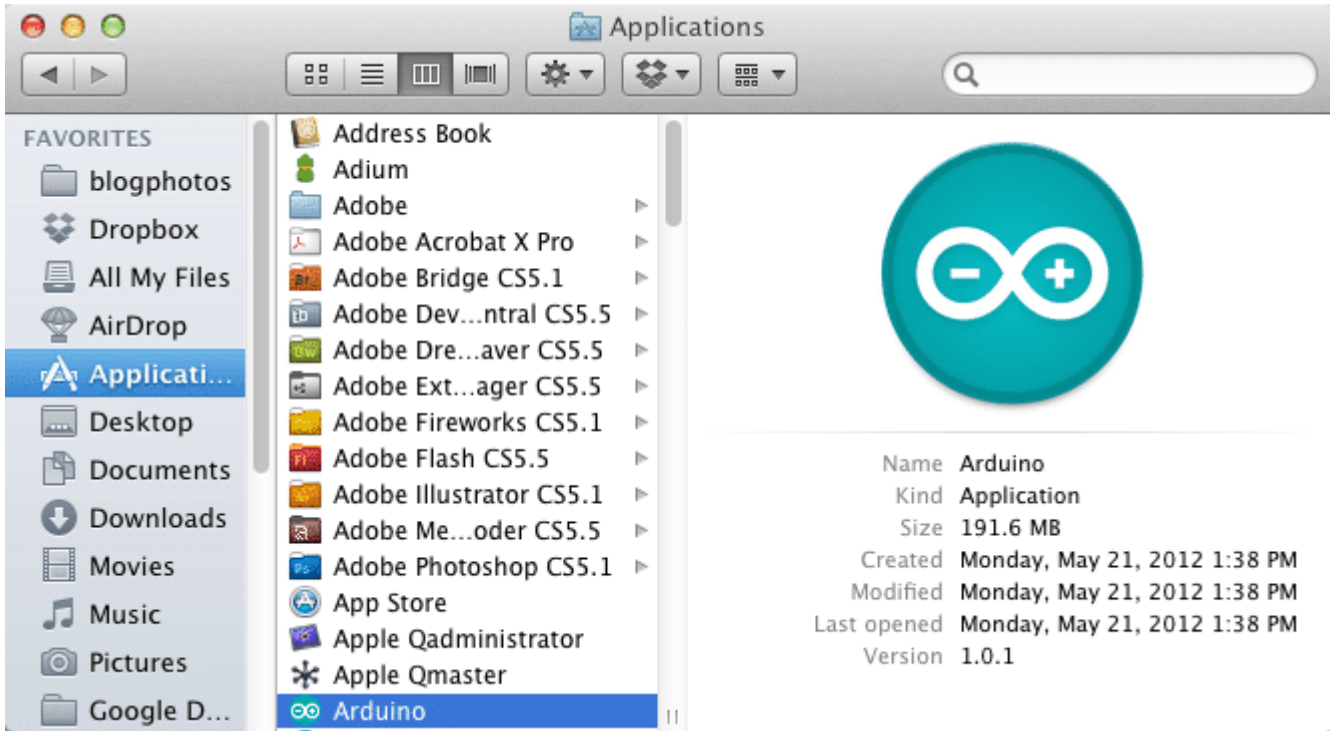 Applications
FAVORITES
blogphotos
Dropbox
All My Files
AirDrop
Applicati...
Desktop
Documents
Downloads
Movies
Music
Pictures
Google D...
Address Book
Adium
Adobe
Adobe Acrobat X Pro
Adobe Bridge CS5.1
Adobe Dev...ntral CS5.5
Adobe Dre...aver CS5.5
Adobe Ext...ager CS5.5
Adobe Fireworks CS5.1
Adobe Flash CS5.5
Adobe Illustrator CS5.1
Adobe Me...oder CS5.5
Adobe Photoshop CS5.1
App Store
Apple Qadministrator
Apple Qmaster
Arduino
Name Arduino
Kind Application
Size 191.6 MB
Created Monday, May 21, 2012 1:38 PM
Modified Monday, May 21, 2012 1:38 PM
Last opened Monday, May 21, 2012 1:38 PM
Version 1.0.1